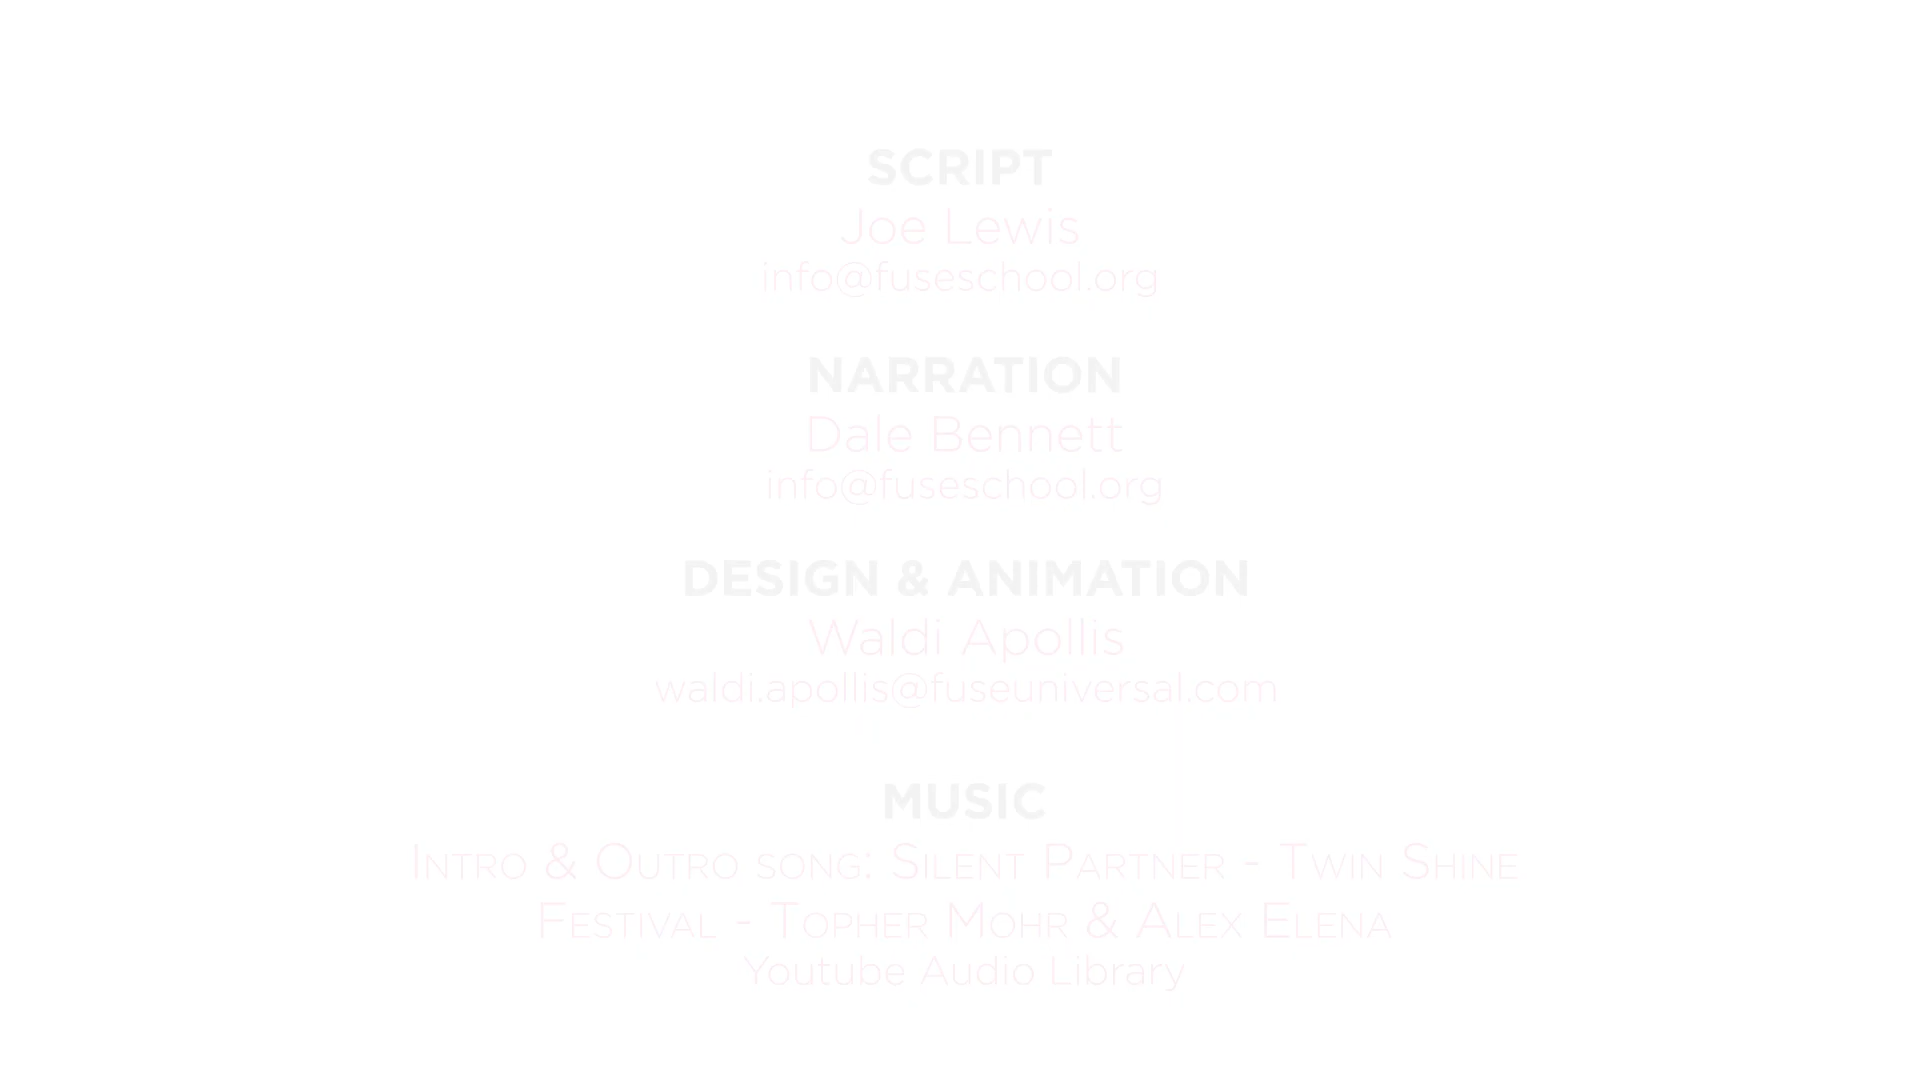 SCRIPT
Joe Lewis
info@fuseschool.org
NARRATION
Dale Bennett
info@fuseschool.org
DESIGN & ANIMATION
Waldi Apollis
waldi.apollis@fuseuniversal.com
MUSIC
Intro & Outro song: Silent Partner - Twin Shine
Festival - Topher Mohr & Alex Elena
Youtube Audio Library